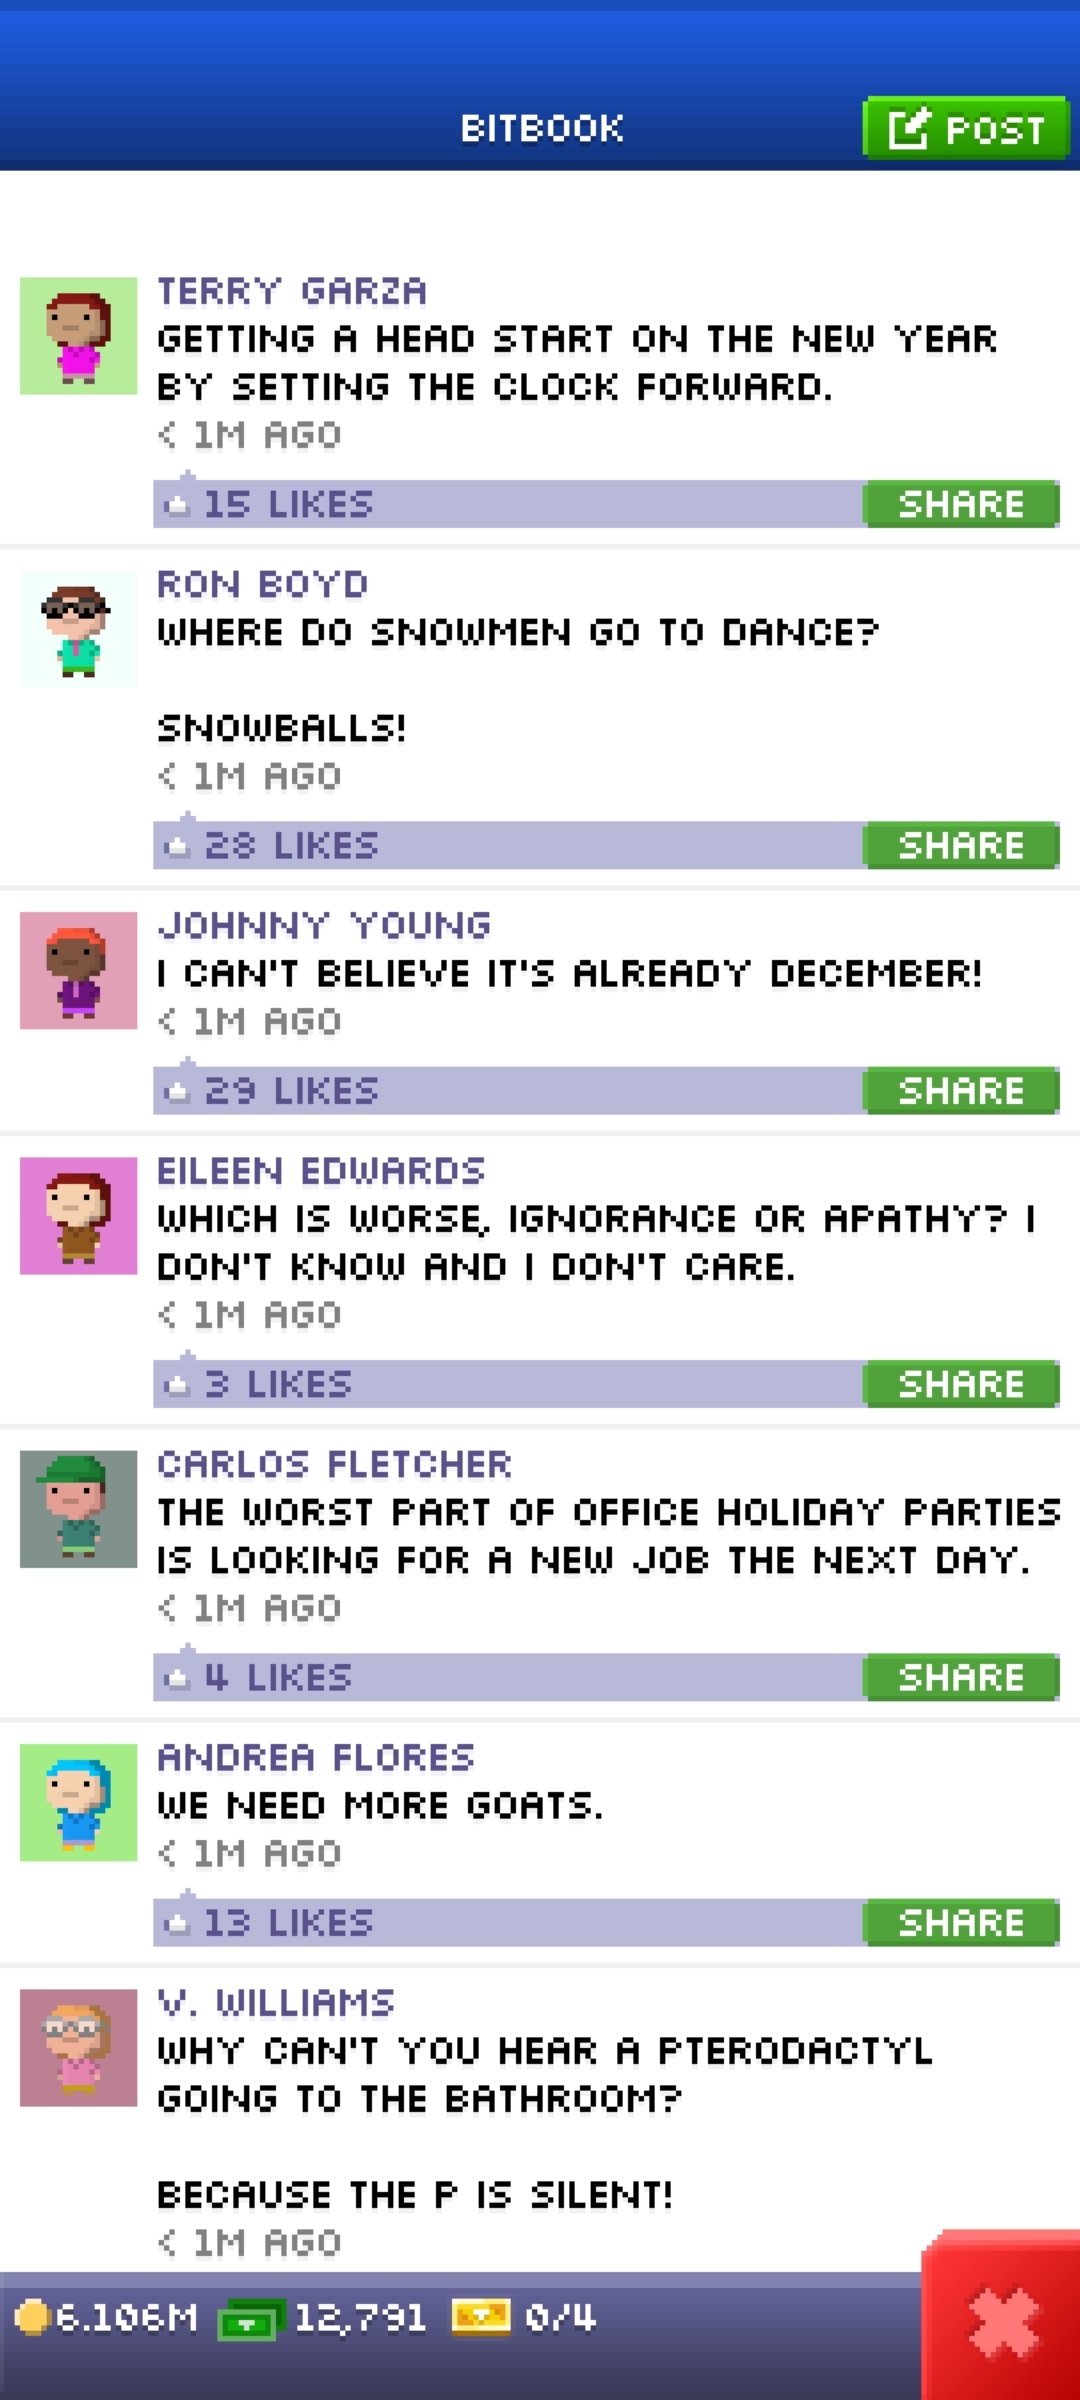 BITBOOK
POST
TERRY GARZA
GETTING A HEAD START ON THE NEW YEAR
BY SETTING THE CLOCK FORWARD.
< 1M AGO
15 LIKES
SHARE
RON BOYD
WHERE DO SNOWMEN GO TO DANCE?
SNOWBALLS!
< 1M AGO
28 LIKES
SHARE
JOHNNY YOUNG
I CAN'T BELIEVE IT'S ALREADY DECEMBER!
< 1M AGO
29 LIKES
SHARE
EILEEN EDWARDS
WHICH IS WORSE, IGNORANCE OR APATHY? I
DON'T KNOW AND I DON'T CARE.
< 1M AGO
3 LIKES
SHARE
CARLOS FLETCHER
THE WORST PART OF OFFICE HOLIDAY PARTIES
IS LOOKING FOR A NEW JOB THE NEXT DAY.
< 1M AGO
4 LIKES
SHARE
ANDREA FLORES
WE NEED MORE GOATS.
< 1M AGO
13 LIKES
SHARE
V. WILLIAMS
WHY CAN'T YOU HEAR A PTERODACTYL
GOING TO THE BATHROOM?
BECAUSE THE P IS SILENT!
< 1M AGO
6.106M 12,791 0/4